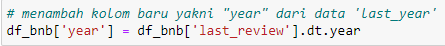 # menambah kolom baru yakni "year" dari data 'last_year'
df_bnb['year'] = df_bnb['last_review'].dt.year